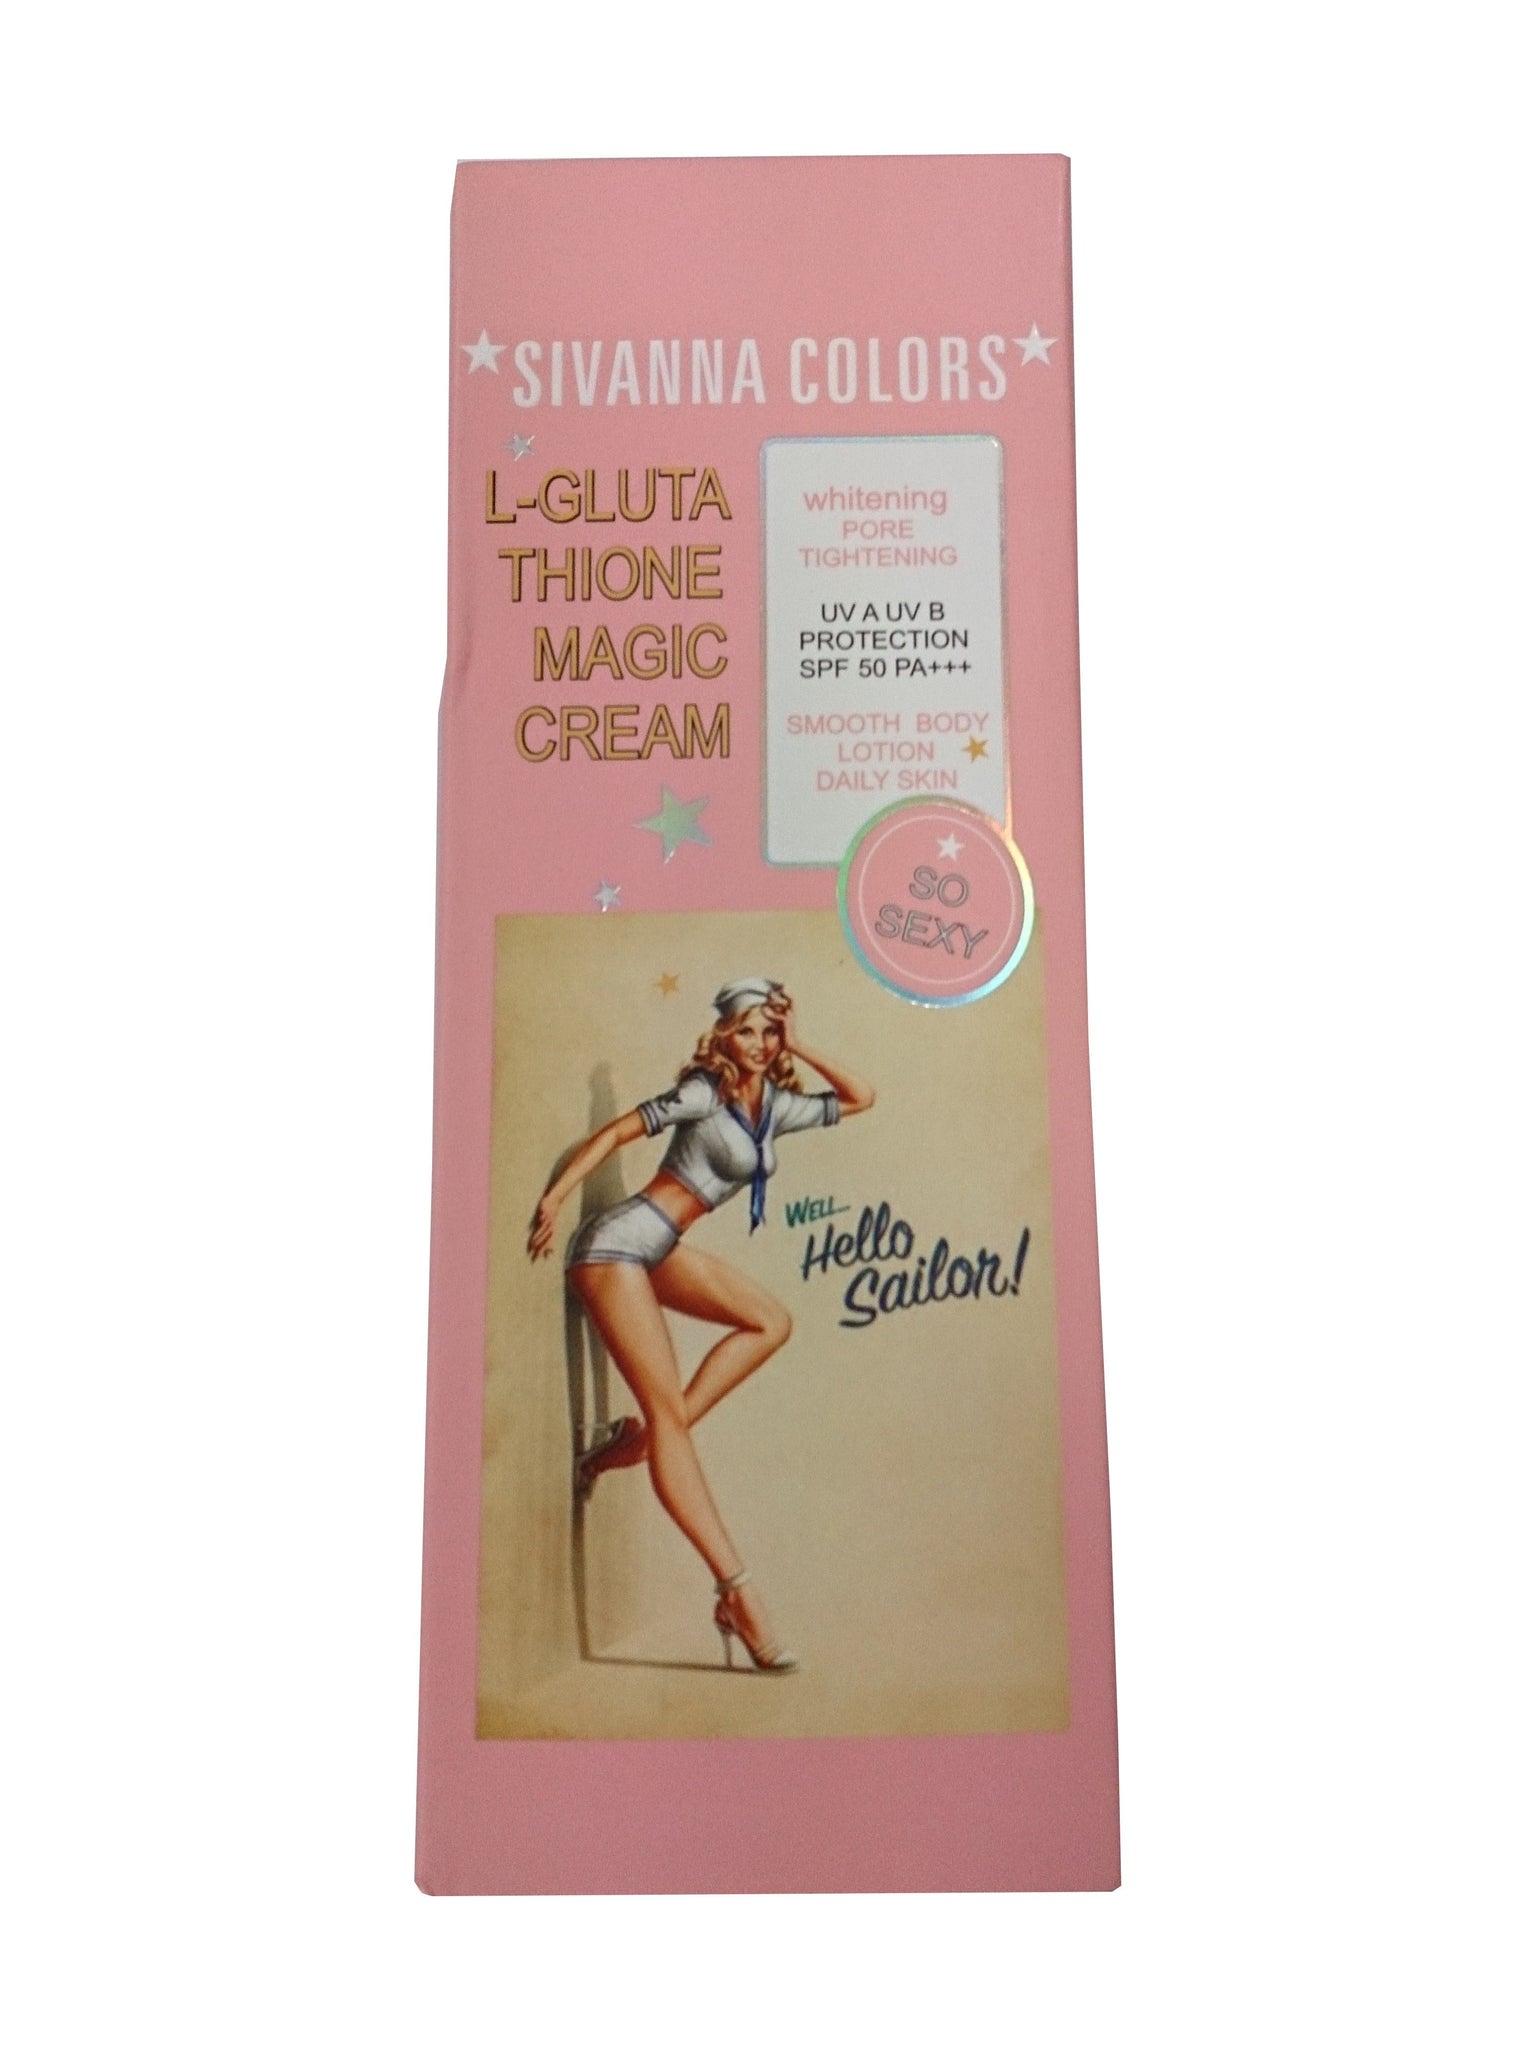 SIVANNA COLORS
L-GLUTA
THIONE
MAGIC
CREAM
whitening
PORE
TIGHTENING
UV A UV B
PROTECTION
SPF 50 PA+++
SMOOTH BODY
LOTION
DAILY SKIN
SO
SEXY
WELL..
Hello
Sailor!